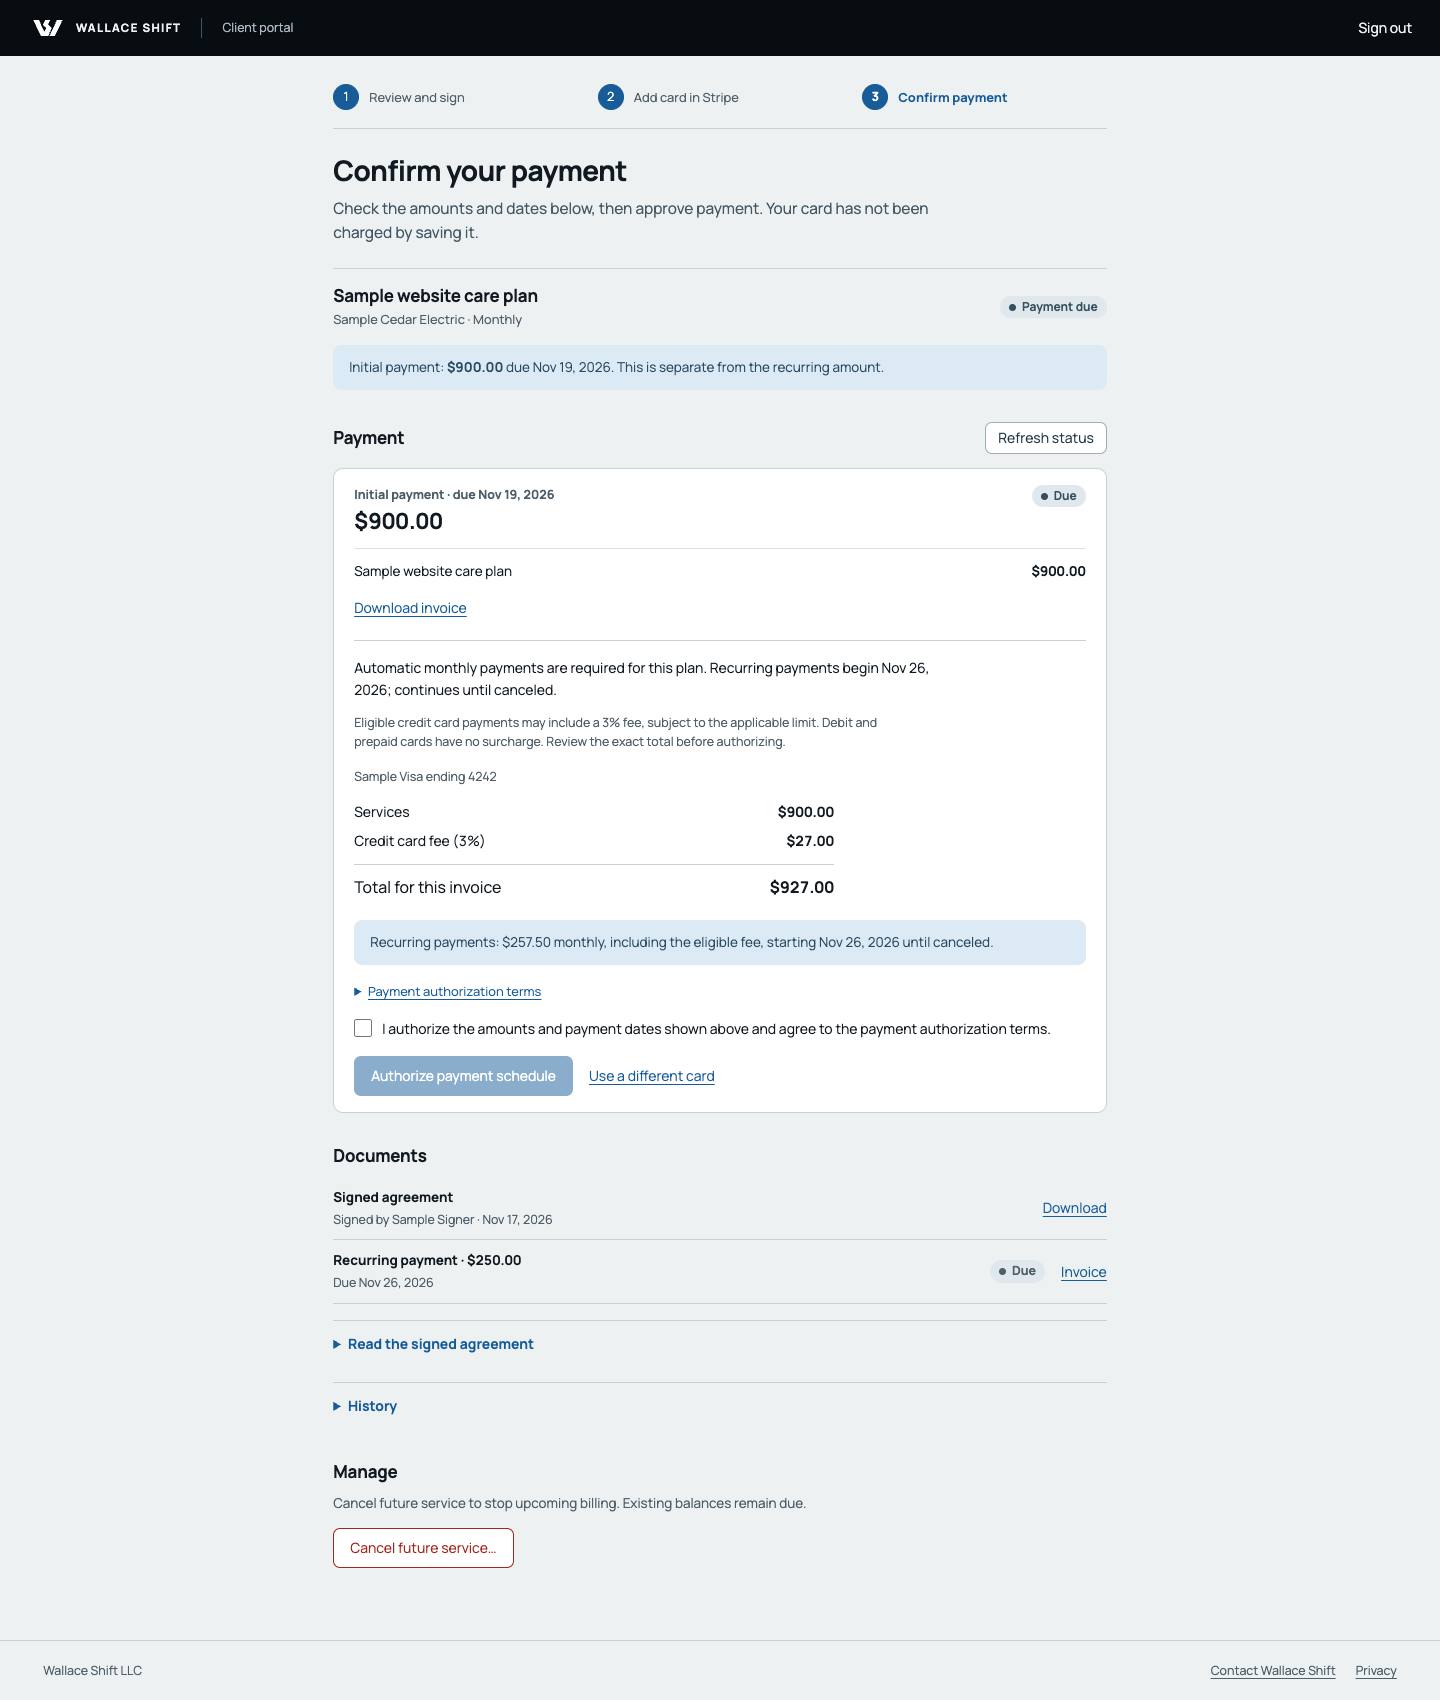 WALLACE SHIFT
Client portal
Sign out
1 Review and sign
2 Add card in Stripe
3 Confirm payment
Confirm your payment
Check the amounts and dates below, then approve payment. Your card has not been
charged by saving it.
Sample website care plan
Sample Cedar Electric · Monthly
Payment due
Initial payment: $900.00 due Nov 19, 2026. This is separate from the recurring amount.
Payment
Refresh status
Initial payment · due Nov 19, 2026
Due
$900.00
Sample website care plan $900.00
Download invoice
Automatic monthly payments are required for this plan. Recurring payments begin Nov 26,
2026; continues until canceled.
Eligible credit card payments may include a 3% fee, subject to the applicable limit. Debit and
prepaid cards have no surcharge. Review the exact total before authorizing.
Sample Visa ending 4242
Services $900.00
Credit card fee (3%) $27.00
Total for this invoice $927.00
Recurring payments: $257.50 monthly, including the eligible fee, starting Nov 26, 2026 until canceled.
Payment authorization terms
I authorize the amounts and payment dates shown above and agree to the payment authorization terms.
Authorize payment schedule
Use a different card
Documents
Signed agreement
Signed by Sample Signer · Nov 17, 2026
Download
Recurring payment · $250.00
Due Nov 26, 2026
Due
Invoice
Read the signed agreement
History
Manage
Cancel future service to stop upcoming billing. Existing balances remain due.
Cancel future service…
Wallace Shift LLC
Contact Wallace Shift
Privacy